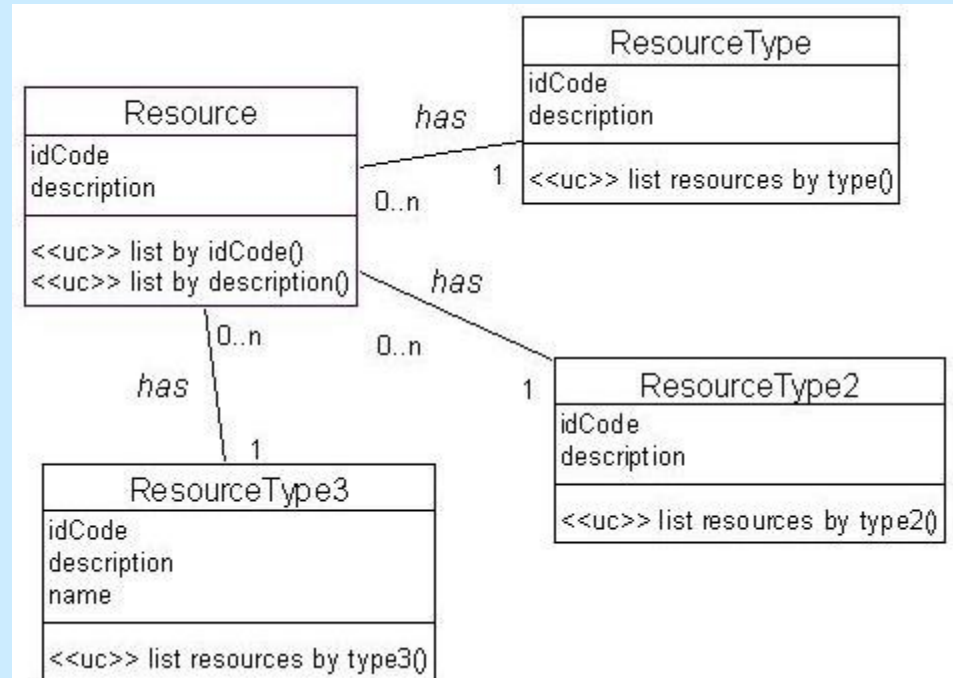 ResourceType
idCode
description
<<uc>> list resources by type()
Resource
idCode
description
<<uc>> list by idCode()
<<uc>> list by description()
has
0..n
1
has
0..n
1
has
0..n
1
ResourceType2
idCode
description
<<uc>> list resources by type2()
ResourceType3
idCode
description
name
<<uc>> list resources by type3()